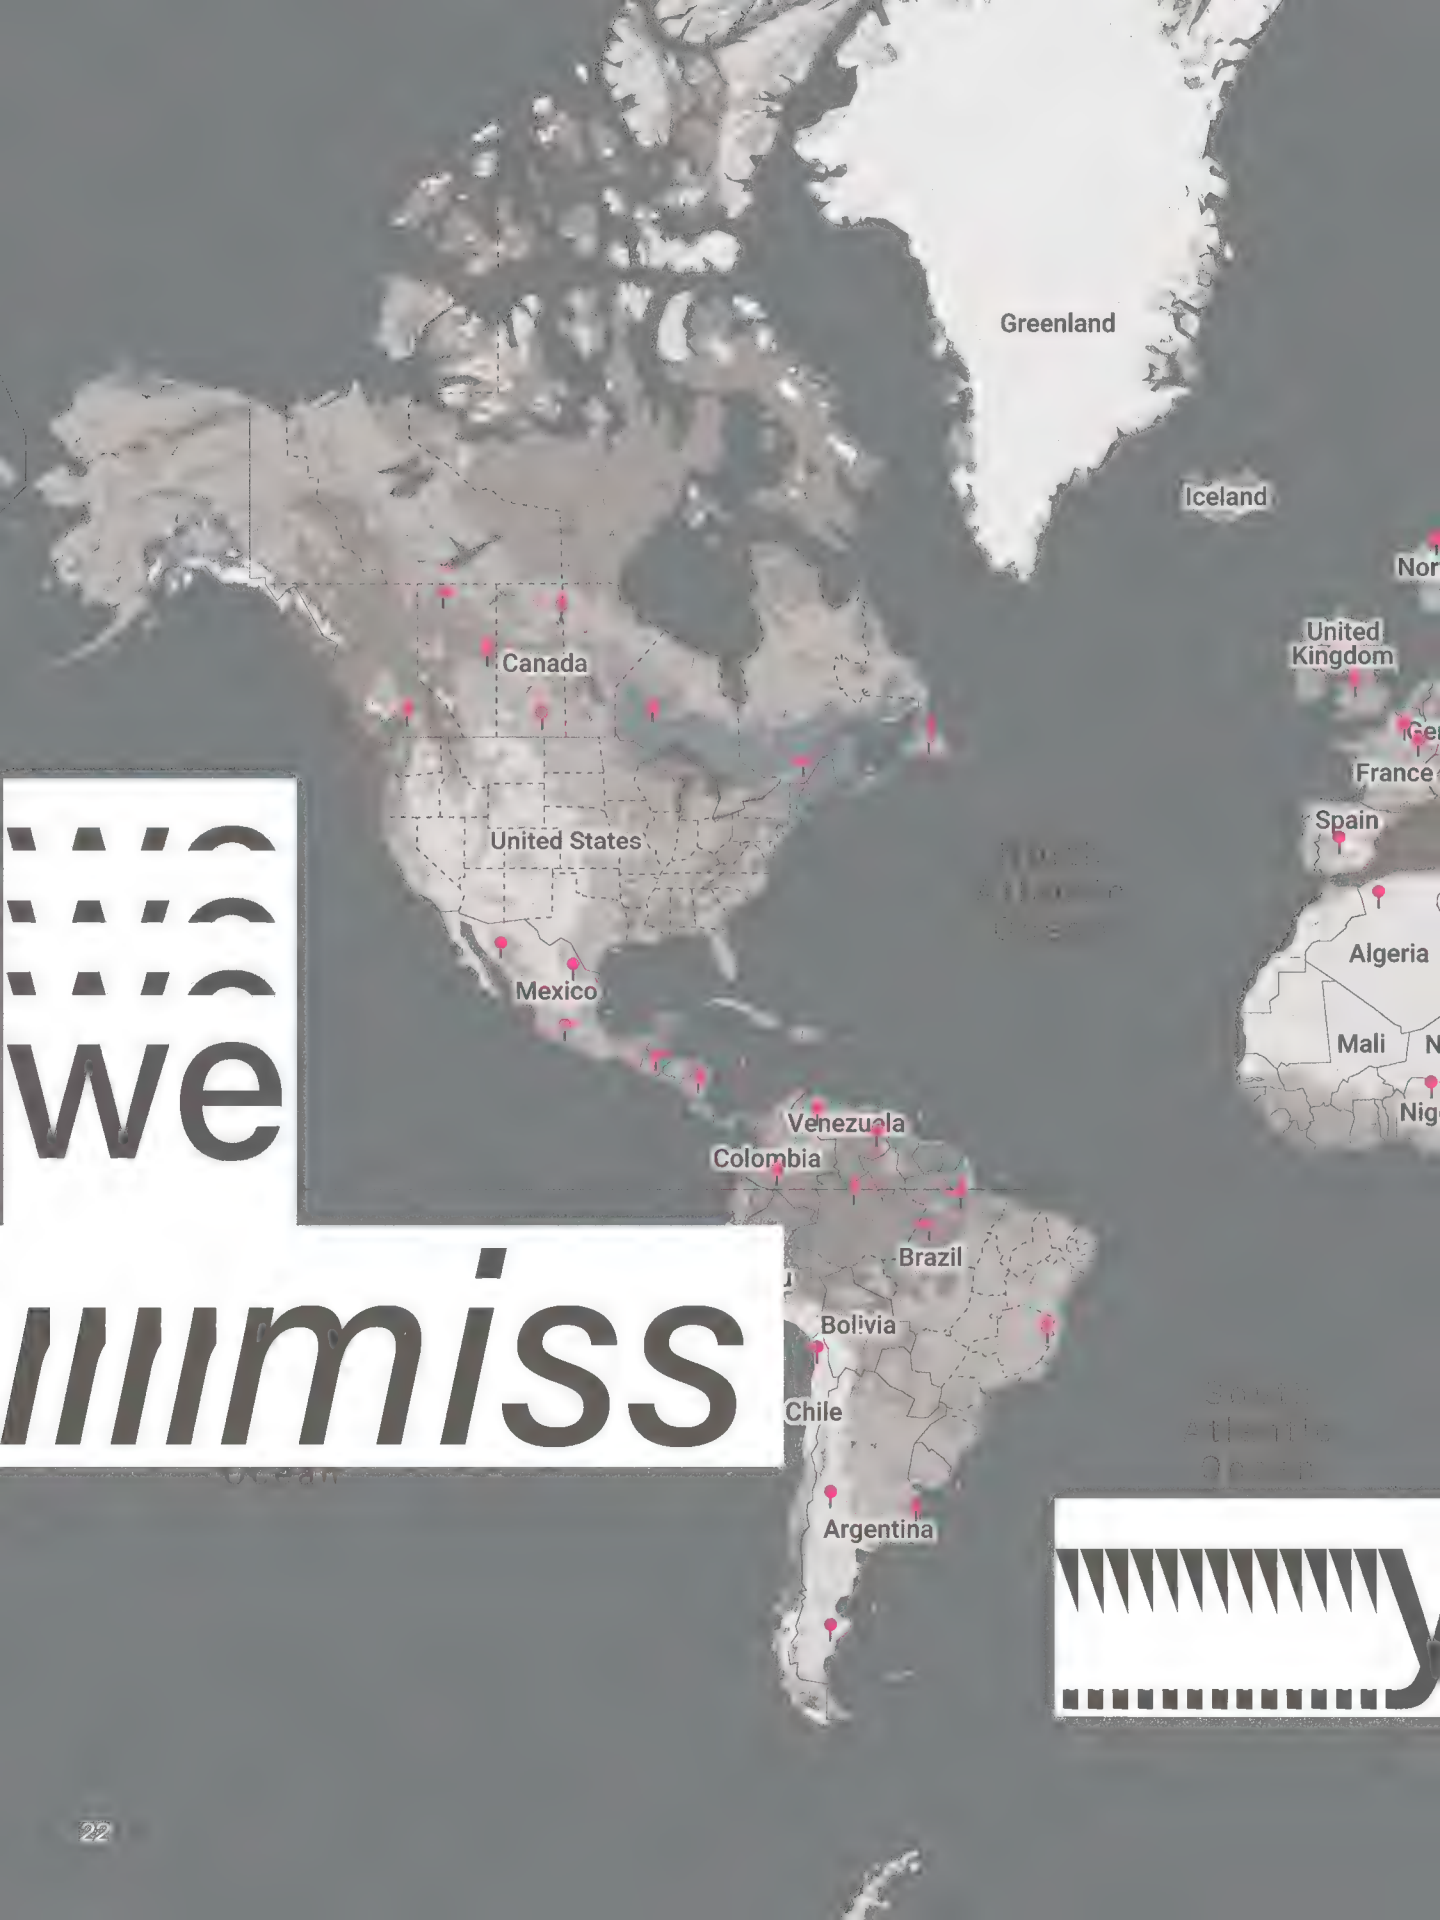 Greenland
Iceland
Nor
United
Kingdom
Canada
Ger
France
United States
Spain
we
Algeria
Mexico
Mali
N
Venezuela
Nig
Colombia
Brazil
miss
Bolivia
Chile
Argentina
y
22